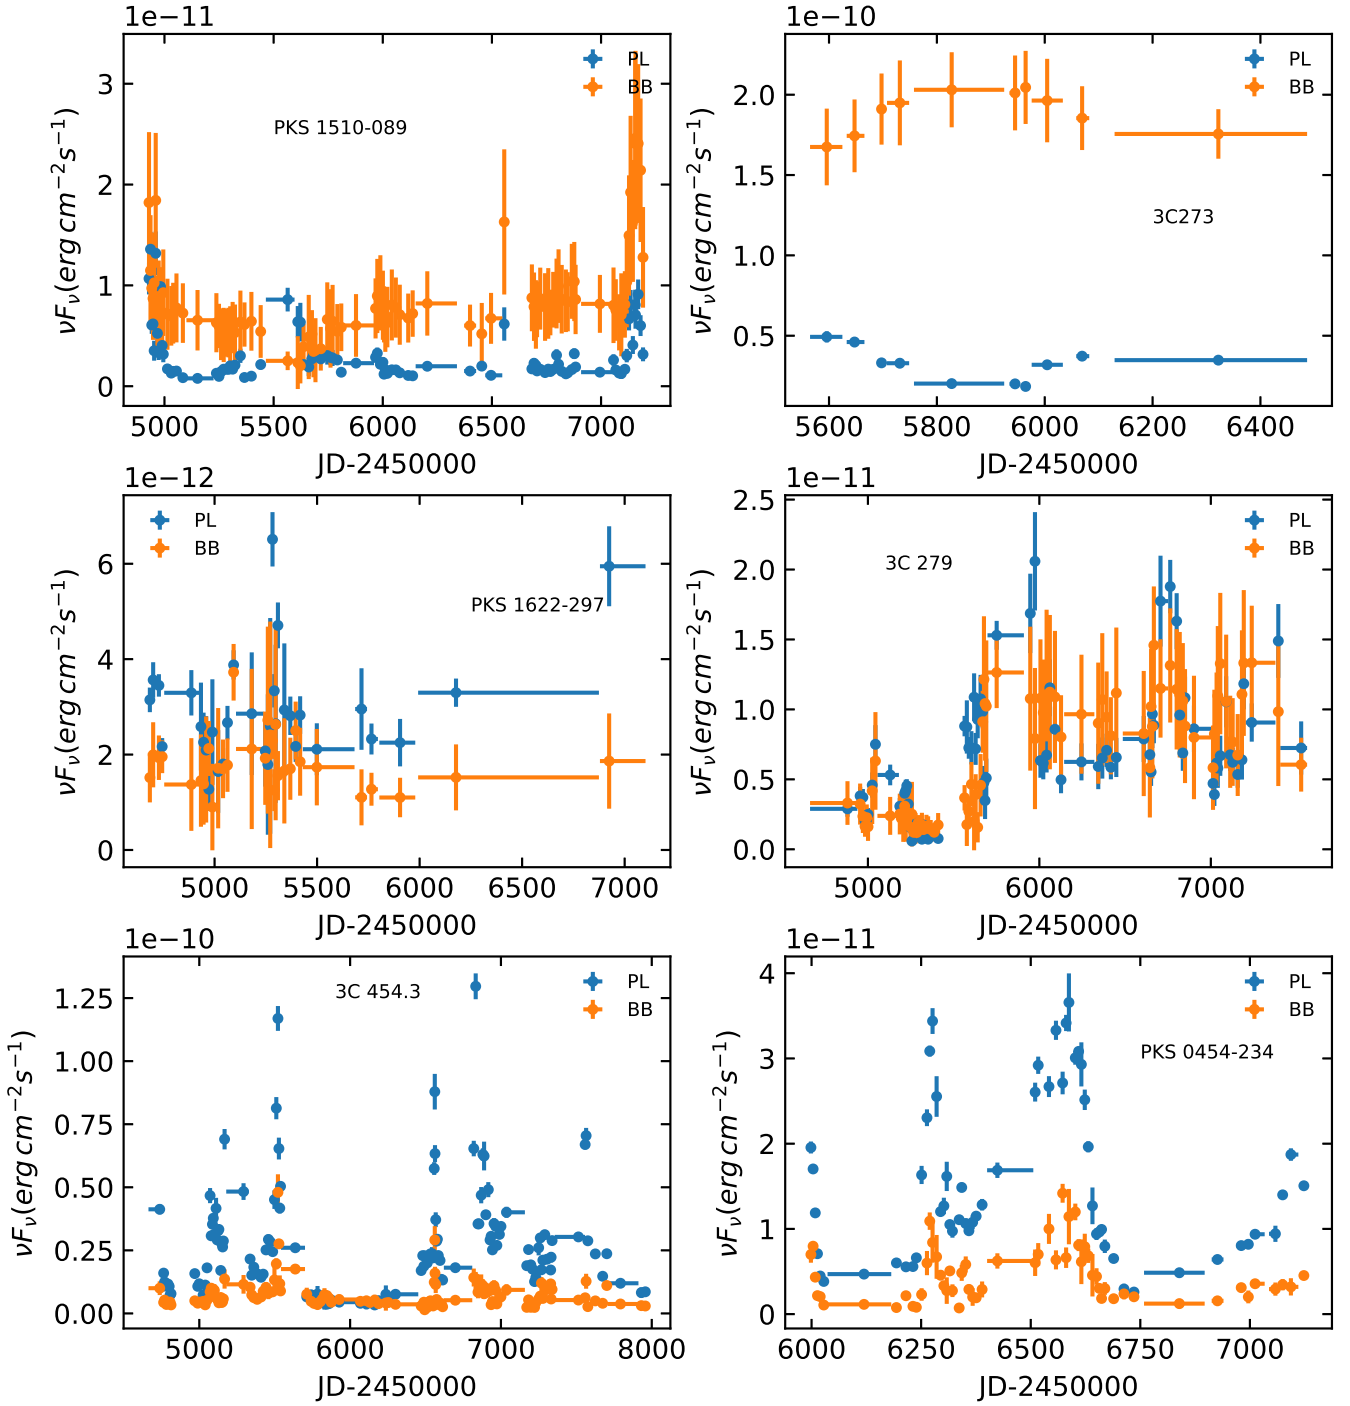 1e−11
3
2
1
0
νFν(erg cm−2s−1)
PL
BB
PKS 1510-089
5000 5500 6000 6500 7000
JD-2450000
1e−10
2.0
1.5
1.0
0.5
νFν(erg cm−2s−1)
PL
BB
3C273
5600 5800 6000 6200 6400
JD-2450000
1e−12
6
4
2
0
νFν(erg cm−2s−1)
PL
BB
PKS 1622-297
5000 5500 6000 6500 7000
JD-2450000
1e−11
2.5
2.0
1.5
1.0
0.5
0.0
νFν(erg cm−2s−1)
PL
BB
3C 279
5000 6000 7000
JD-2450000
1e−10
1.25
1.00
0.75
0.50
0.25
0.00
νFν(erg cm−2s−1)
PL
BB
3C 454.3
5000 6000 7000 8000
JD-2450000
1e−11
4
3
2
1
0
νFν(erg cm−2s−1)
PL
BB
PKS 0454-234
6000 6250 6500 6750 7000
JD-2450000